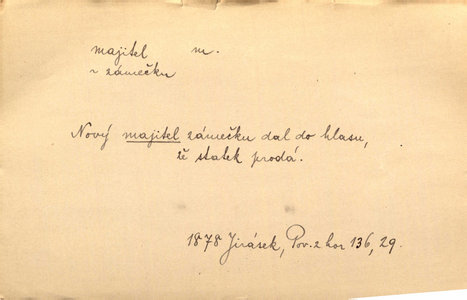 majitel m.
~ zámečku
Nový majitel zámečku dal do hlasu,
že statek prodá.
1878 Jirásek, Pov. z hor 136, 29.